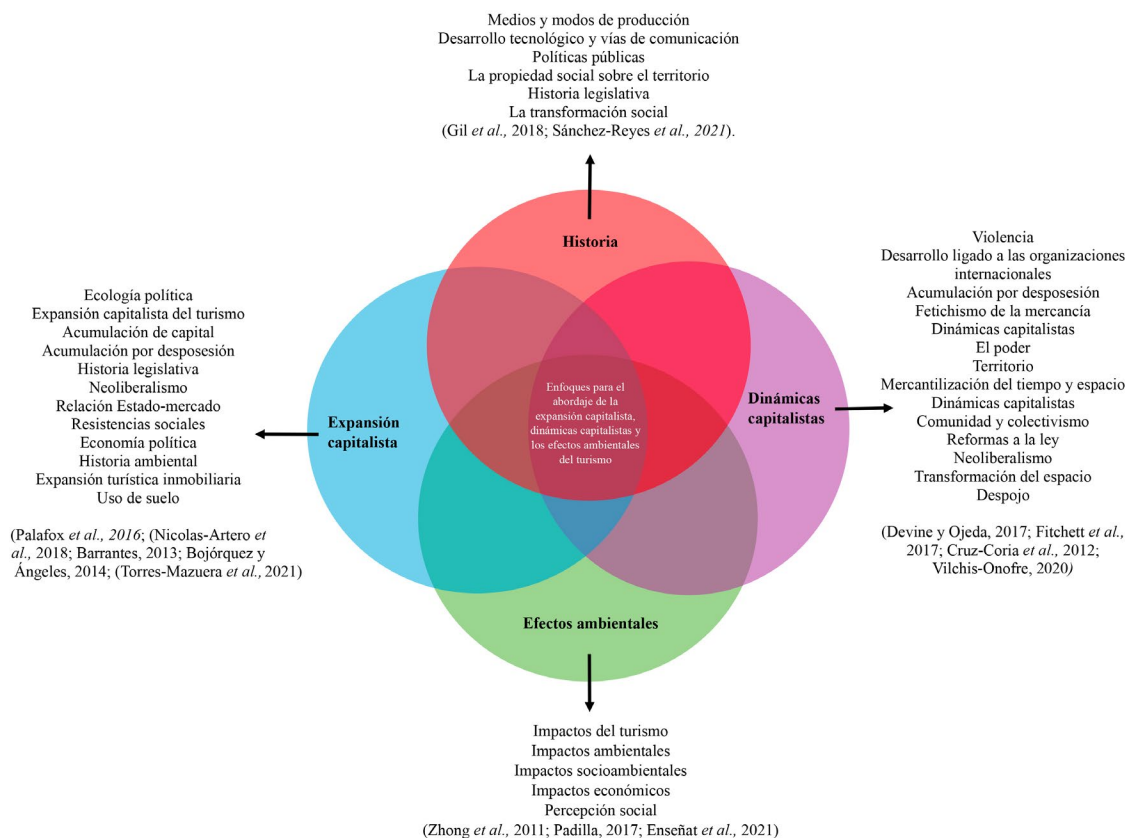 Medios y modos de producción
Desarrollo tecnológico y vías de comunicación
Políticas públicas
La propiedad social sobre el territorio
Historia legislativa
La transformación social
(Gil et al., 2018; Sánchez-Reyes et al., 2021).
Historia
Ecología política
Expansión capitalista del turismo
Acumulación de capital
Acumulación por desposesión
Historia legislativa
Neoliberalismo
Relación Estado-mercado
Resistencias sociales
Economía política
Historia ambiental
Expansión turística inmobiliaria
Uso de suelo
(Palafox et al., 2016; (Nicolas-Artero et
al., 2018; Barrantes, 2013; Bojórquez y
Ángeles, 2014; (Torres-Mazuera et al., 2021)
Expansión
capitalista
Enfoques para el
abordaje de la
expansión capitalista,
dinámicas capitalistas y
los efectos ambientales
del turismo
Dinámicas
capitalistas
Violencia
Desarrollo ligado a las organizaciones
internacionales
Acumulación por desposesión
Fetichismo de la mercancía
Dinámicas capitalistas
El poder
Territorio
Mercantilización del tiempo y espacio
Dinámicas capitalistas
Comunidad y colectivismo
Reformas a la ley
Neoliberalismo
Transformación del espacio
Despojo
(Devine y Ojeda, 2017; Fitchett et al.,
2017; Cruz-Coria et al., 2012;
Vilchis-Onofre, 2020)
Efectos ambientales
Impactos del turismo
Impactos ambientales
Impactos socioambientales
Impactos económicos
Percepción social
(Zhong et al., 2011; Padilla, 2017; Enseñat et al., 2021)